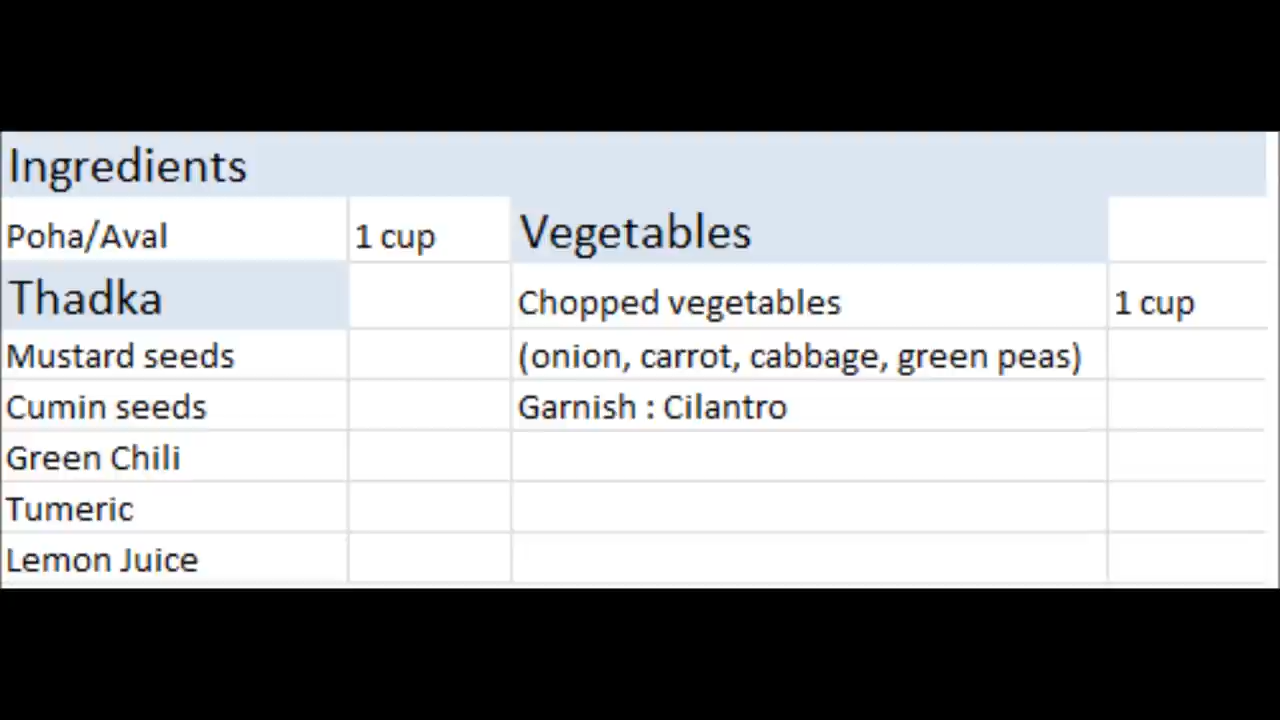 Ingredients
Poha/Aval 1 cup Vegetables
Thadka Chopped vegetables 1 cup
Mustard seeds (onion, carrot, cabbage, green peas)
Cumin seeds Garnish : Cilantro
Green Chili
Tumeric
Lemon Juice